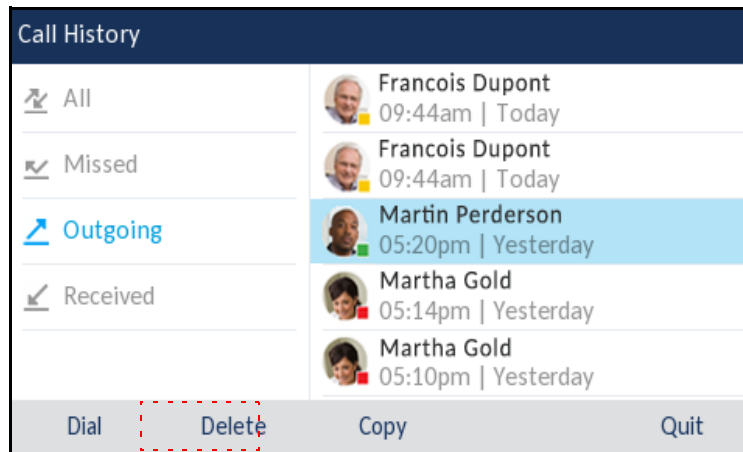 Call History
All
Missed
Outgoing
Received
Francois Dupont
09:44am | Today
Francois Dupont
09:44am | Today
Martin Perderson
05:20pm | Yesterday
Martha Gold
05:14pm | Yesterday
Martha Gold
05:10pm | Yesterday
Dial Delete Copy Quit